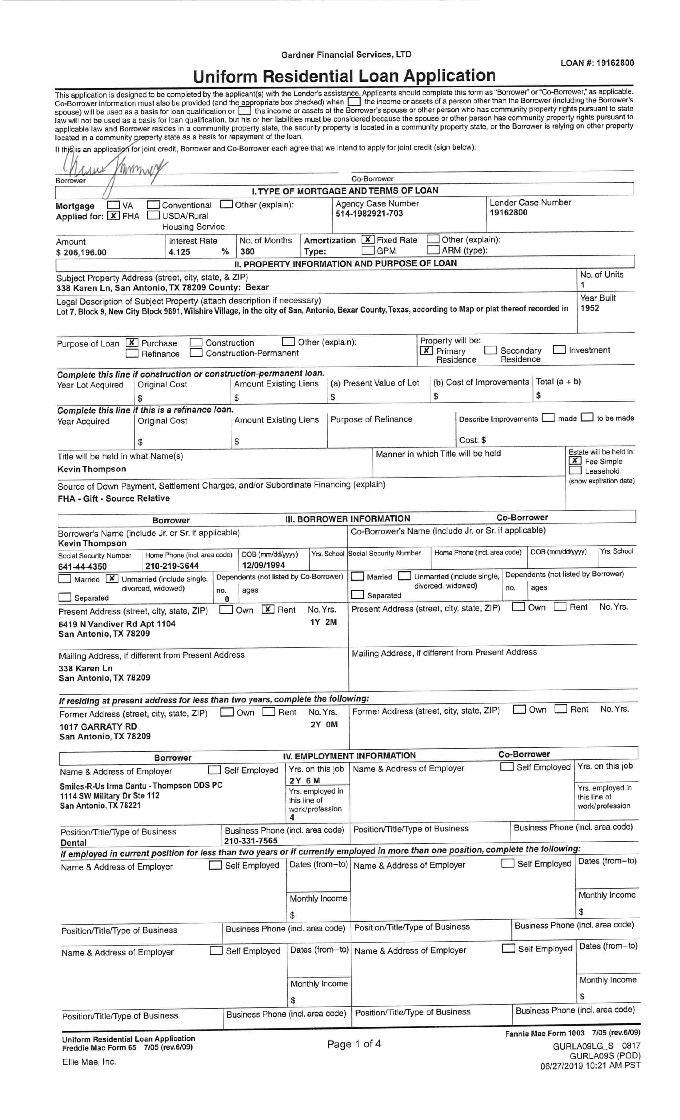 Gardner Financial Services, LTD
LOAN #: 19162800
Uniform Residential Loan Application
This application is designed to be completed by the applicant(s) with the Lender's assistance. Applicants should complete this form as "Borrower" or "Co-Borrower," as applicable.
Co-Borrower information must also be provided (and the appropriate box checked) when the income or assets of a person other than the Borrower (including the Borrower's
spouse) will be used as a basis for loan qualification or the income or assets of the Borrower's spouse or other person who has community property rights pursuant to state
law will not be used as a basis for loan qualification, but his or her liabilities must be considered because the spouse or other person has community property rights pursuant to
applicable law and Borrower resides in a community property state, the security property is located in a community property state, or the Borrower is relying on other property
located in a community property state as a basis for repayment of the loan.
If this is an application for joint credit, Borrower and Co-Borrower each agree that we intend to apply for joint credit (sign below):
Borrower Co-Borrower
I. TYPE OF MORTGAGE AND TERMS OF LOAN
Mortgage VA Conventional Other (explain): Agency Case Number Lender Case Number
Applied for: X FHA USDA/Rural 514-1982921-703 19162800
Housing Service
Amount Interest Rate No. of Months Amortization X Fixed Rate Other (explain):
$ 206,196.00 4.125 % 360 Type: GPM ARM (type):
II. PROPERTY INFORMATION AND PURPOSE OF LOAN
Subject Property Address (street, city, state, & ZIP) No. of Units
338 Karen Ln, San Antonio, TX 78209 County: Bexar 1
Legal Description of Subject Property (attach description if necessary) Year Built
Lot 7, Block 9, New City Block 9891, Wilshire Village, in the city of San, Antonio, Bexar County, Texas, according to Map or plat thereof recorded in 1952
Purpose of Loan X Purchase Construction Other (explain): Property will be:
Refinance Construction-Permanent X Primary Residence Secondary Residence Investment
Complete this line if construction or construction-permanent loan.
Year Lot Acquired Original Cost Amount Existing Liens (a) Present Value of Lot (b) Cost of Improvements Total (a + b)
$ $ $ $ $
Complete this line if this is a refinance loan.
Year Acquired Original Cost Amount Existing Liens Purpose of Refinance Describe Improvements made to be made
$ $ Cost: $
Title will be held in what Name(s) Manner in which Title will be held Estate will be held in:
Kevin Thompson X Fee Simple
Leasehold
Source of Down Payment, Settlement Charges, and/or Subordinate Financing (explain) (show expiration date)
FHA - Gift - Source Relative
Borrower III. BORROWER INFORMATION Co-Borrower
Borrower's Name (include Jr. or Sr. if applicable) Co-Borrower's Name (include Jr. or Sr. if applicable)
Kevin Thompson
Social Security Number Home Phone (incl. area code) DOB (mm/dd/yyyy) Yrs. School Social Security Number Home Phone (incl. area code) DOB (mm/dd/yyyy) Yrs. School
641-44-4350 210-219-3644 12/09/1994
Married X Unmarried (include single, divorced, widowed) Dependents (not listed by Co-Borrower) Married Unmarried (include single, divorced, widowed) Dependents (not listed by Borrower)
Separated no. ages Separated no. ages
0
Present Address (street, city, state, ZIP) Own X Rent No. Yrs. Present Address (street, city, state, ZIP) Own Rent No. Yrs.
6419 N Vandiver Rd Apt 1104 1Y 2M
San Antonio, TX 78209
Mailing Address, if different from Present Address Mailing Address, if different from Present Address
338 Karen Ln
San Antonio, TX 78209
If residing at present address for less than two years, complete the following:
Former Address (street, city, state, ZIP) Own Rent No. Yrs. Former Address (street, city, state, ZIP) Own Rent No. Yrs.
1017 GARRATY RD 2Y 0M
San Antonio, TX 78209
Borrower IV. EMPLOYMENT INFORMATION Co-Borrower
Name & Address of Employer Self Employed Yrs. on this job Name & Address of Employer Self Employed Yrs. on this job
2Y 6 M
Smiles-R-Us Irma Cantu - Thompson DDS PC Yrs. employed in this line of work/profession Yrs. employed in this line of work/profession
1114 SW Military Dr Ste 112
San Antonio, TX 78221
4
Position/Title/Type of Business Business Phone (incl. area code) Position/Title/Type of Business Business Phone (incl. area code)
Dental 210-331-7565
If employed in current position for less than two years or if currently employed in more than one position, complete the following:
Name & Address of Employer Self Employed Dates (from–to) Name & Address of Employer Self Employed Dates (from–to)
Monthly Income Monthly Income
$ $
Position/Title/Type of Business Business Phone (incl. area code) Position/Title/Type of Business Business Phone (incl. area code)
Name & Address of Employer Self Employed Dates (from–to) Name & Address of Employer Self Employed Dates (from–to)
Monthly Income Monthly Income
$ $
Position/Title/Type of Business Business Phone (incl. area code) Position/Title/Type of Business Business Phone (incl. area code)
Uniform Residential Loan Application Fannie Mae Form 1003 7/05 (rev.6/09)
Freddie Mac Form 65 7/05 (rev.6/09) Page 1 of 4 GURLA09LG_S 0817
GURLA09S (POD)
Ellie Mae, Inc. 06/27/2019 10:21 AM PST